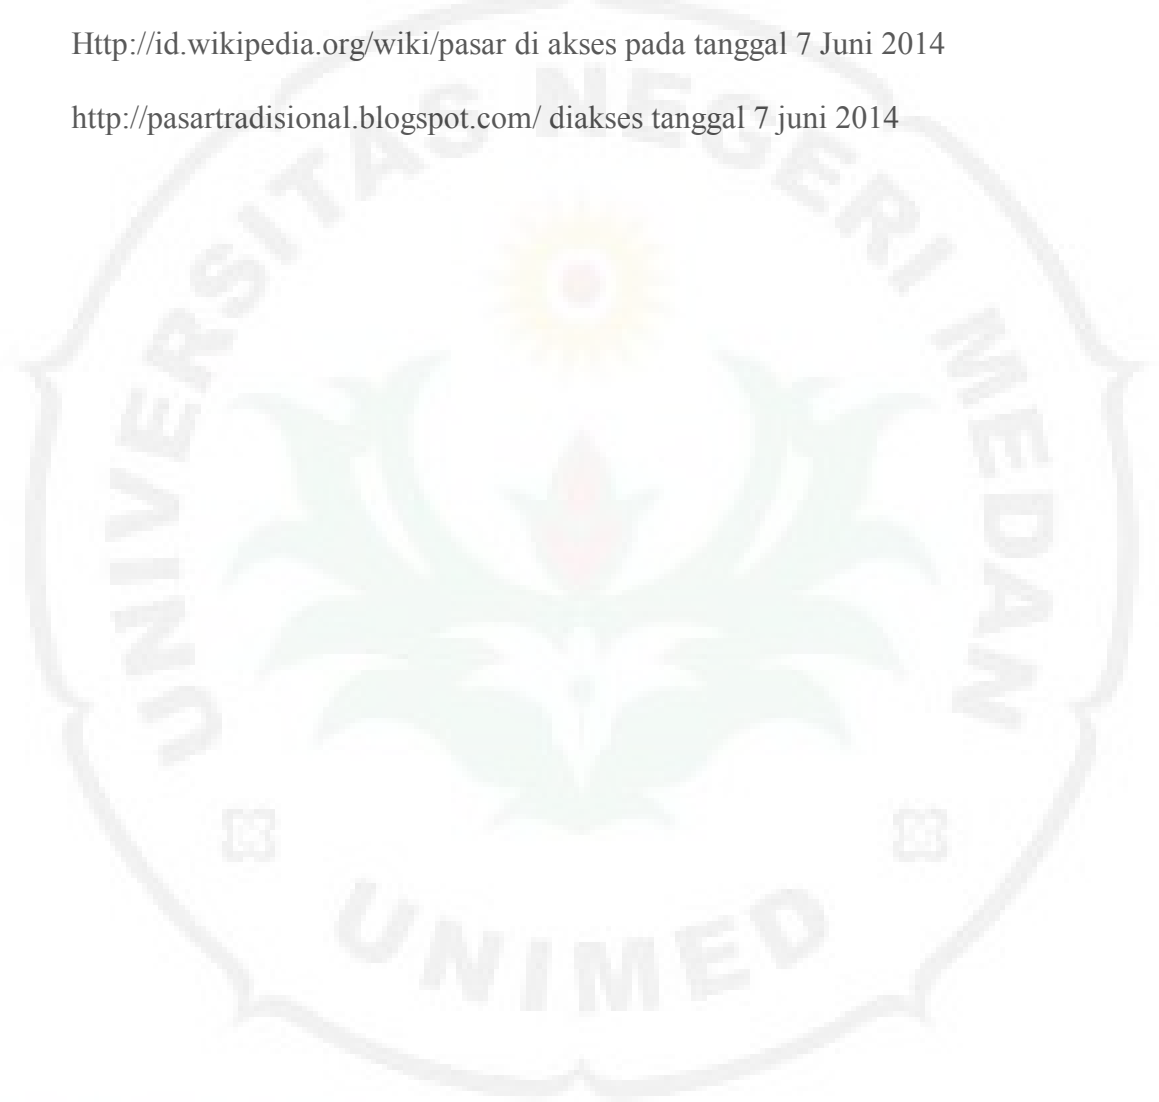 Http://id.wikipedia.org/wiki/pasar di akses pada tanggal 7 Juni 2014
http://pasartradisional.blogspot.com/ diakses tanggal 7 juni 2014
UNIVERSITAS NEGERI MEDAN
UNIMED